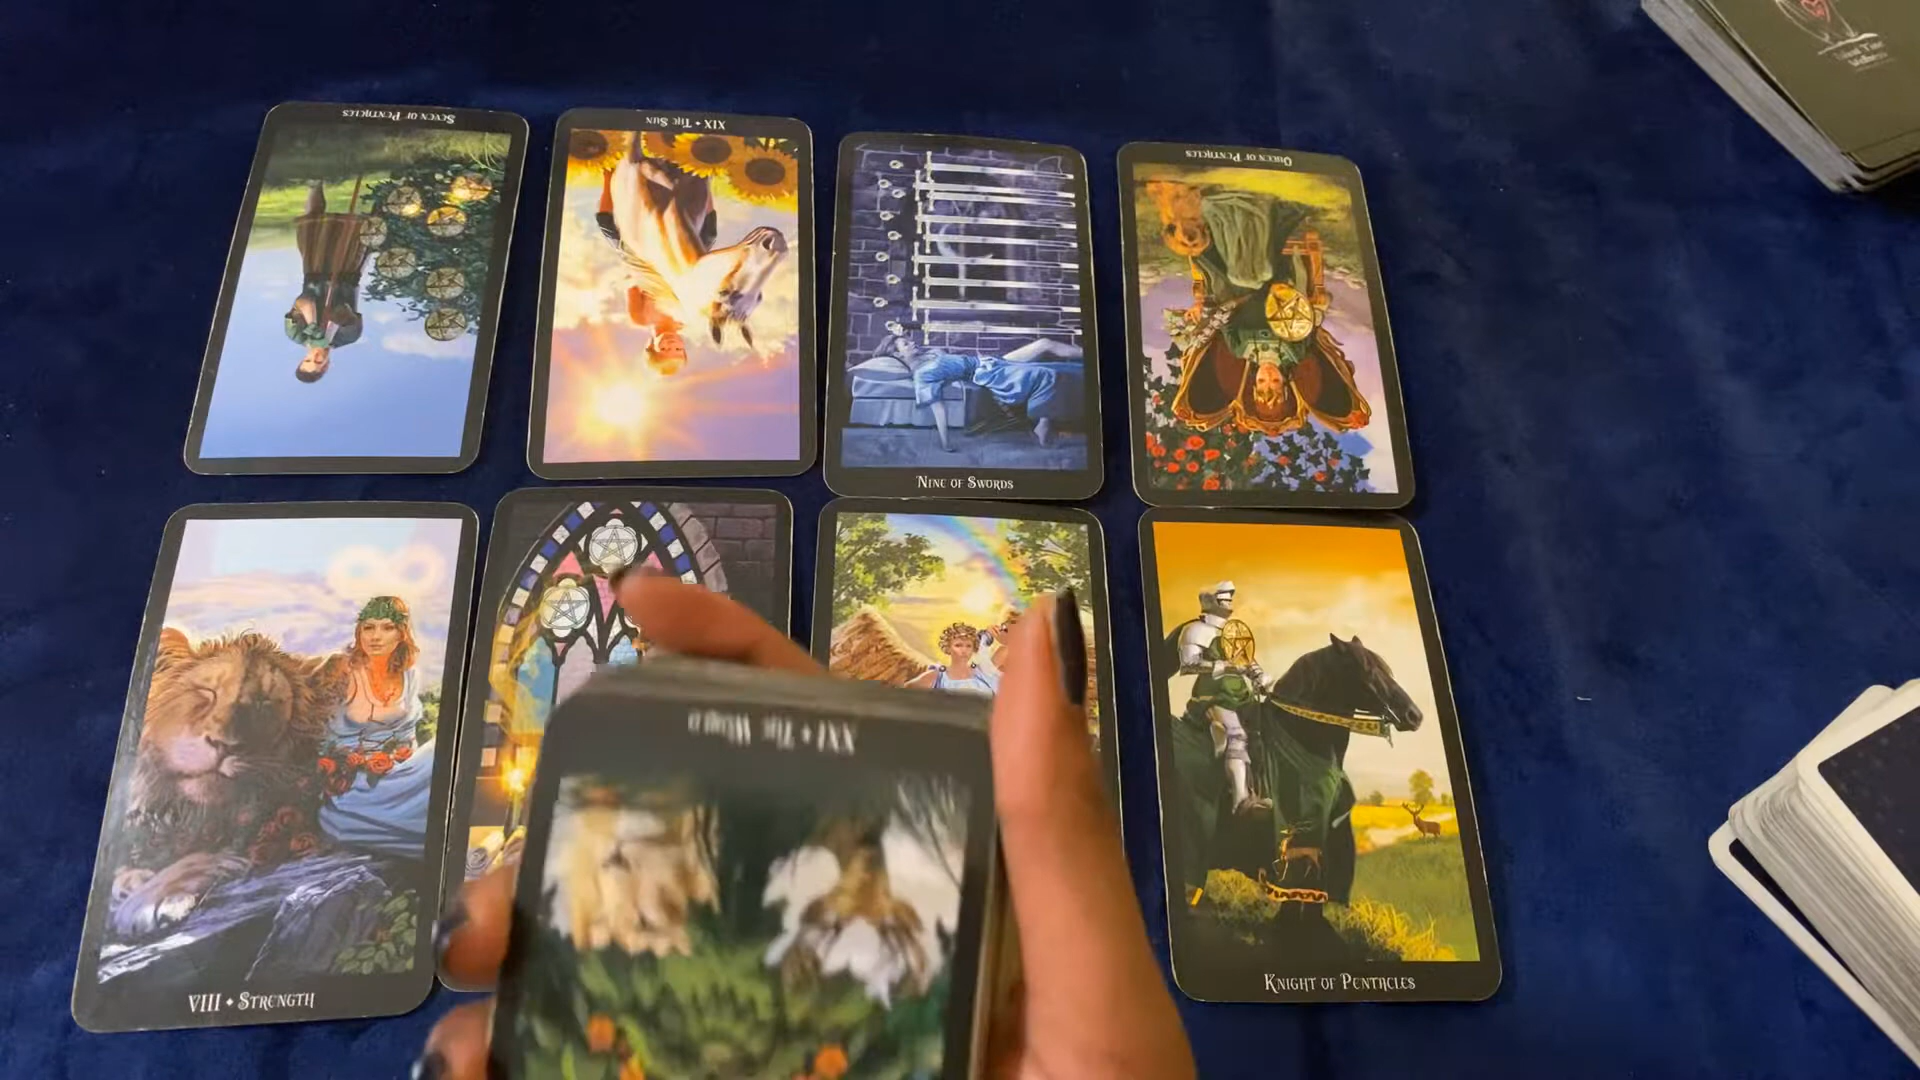 Seven of Pentacles
XIX • The Sun
Nine of Swords
Queen of Pentacles
Wellness
XXI • The World
VIII • Strength
Knight of Pentacles